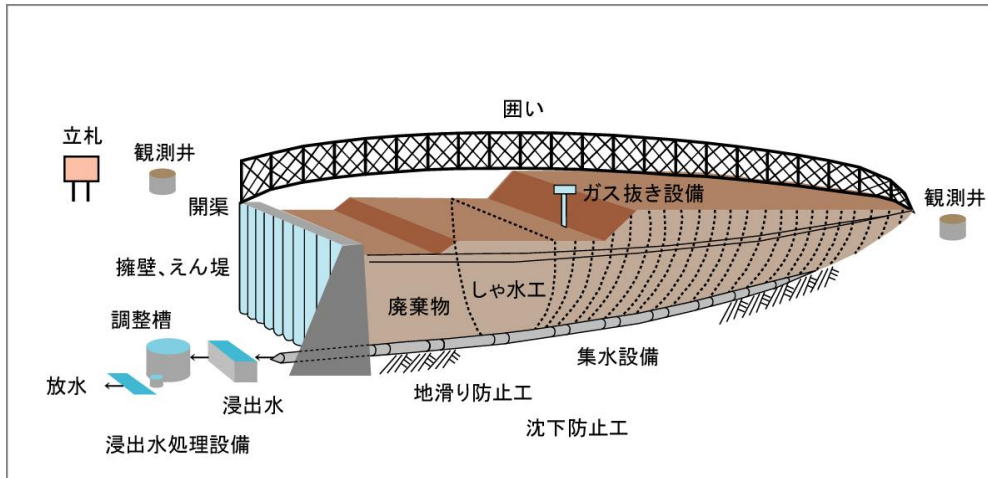 囲い
立札
観測井
ガス抜き設備
観測井
開渠
擁壁、えん堤
しゃ水工
廃棄物
調整槽
集水設備
放水
浸出水
地滑り防止工
沈下防止工
浸出水処理設備